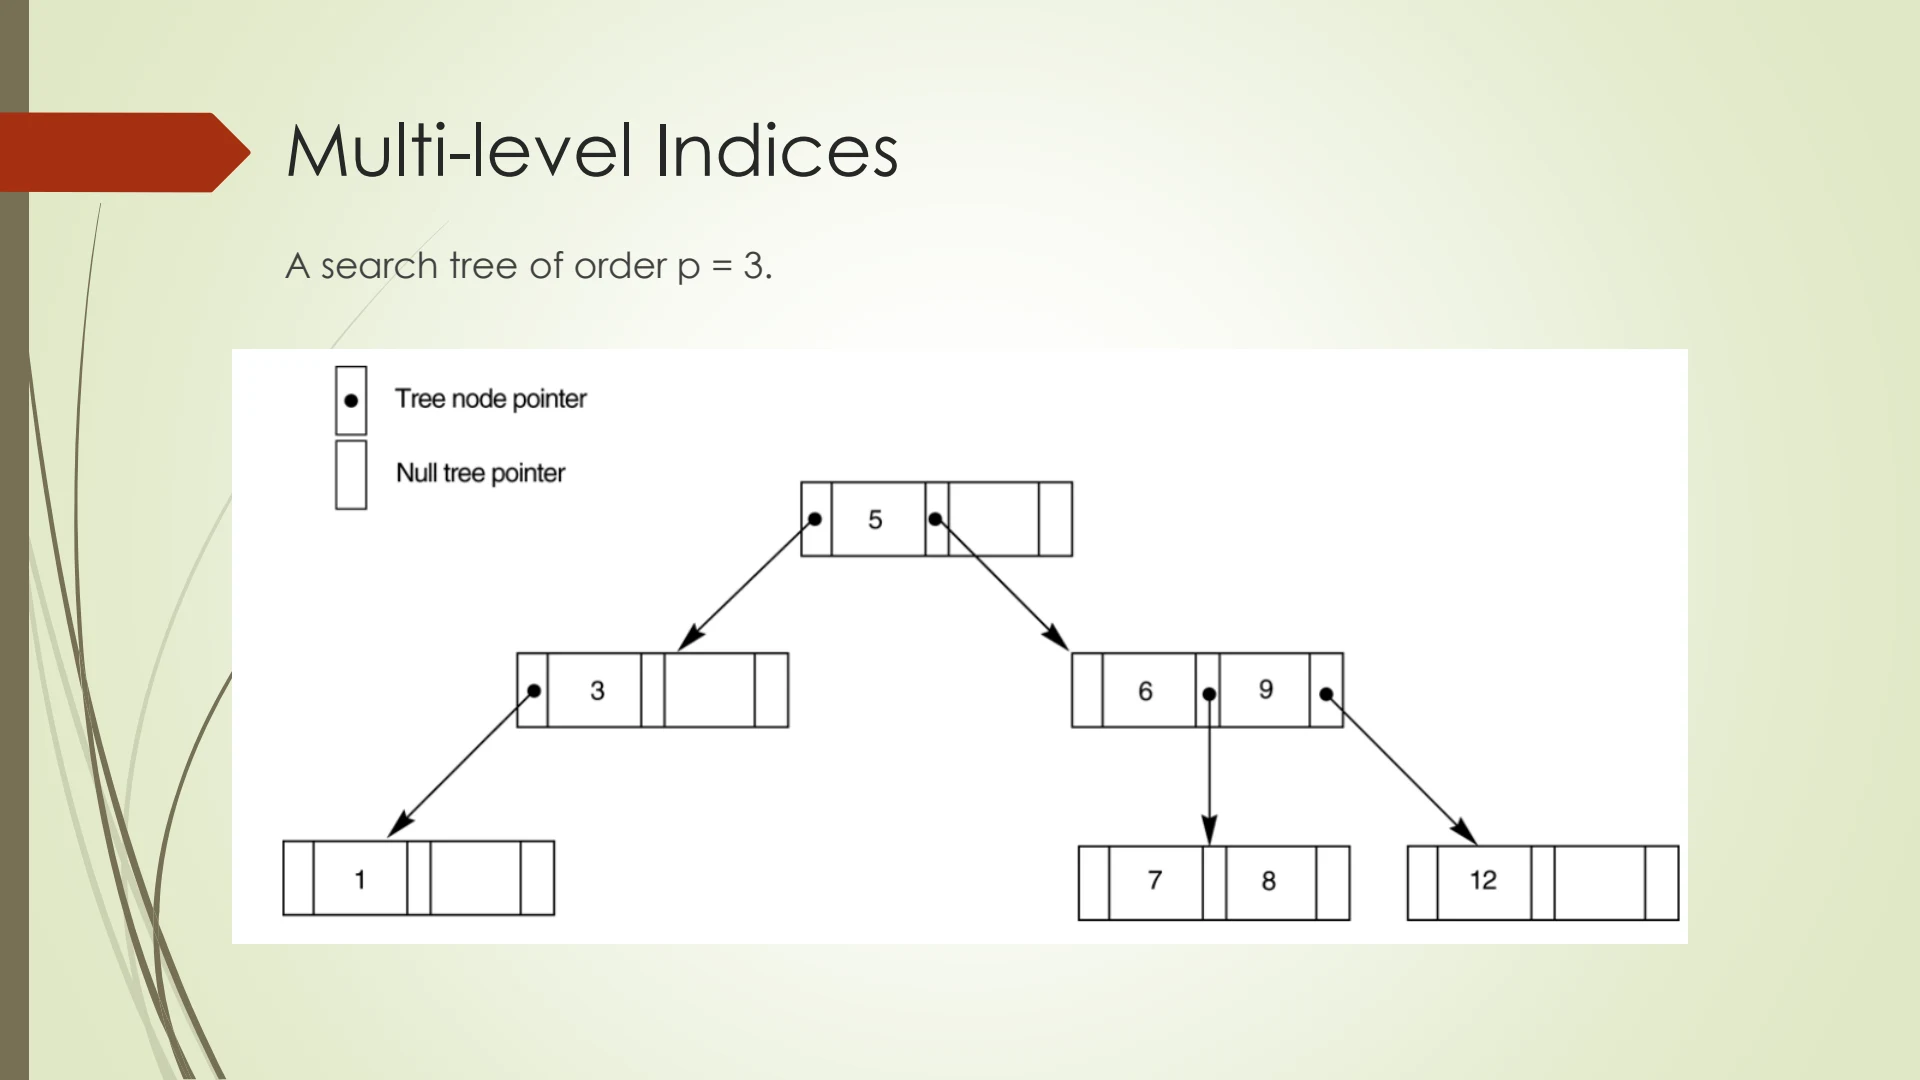 Multi-level Indices
A search tree of order p = 3.
Tree node pointer
Null tree pointer
5
3
6 9
1
7 8
12